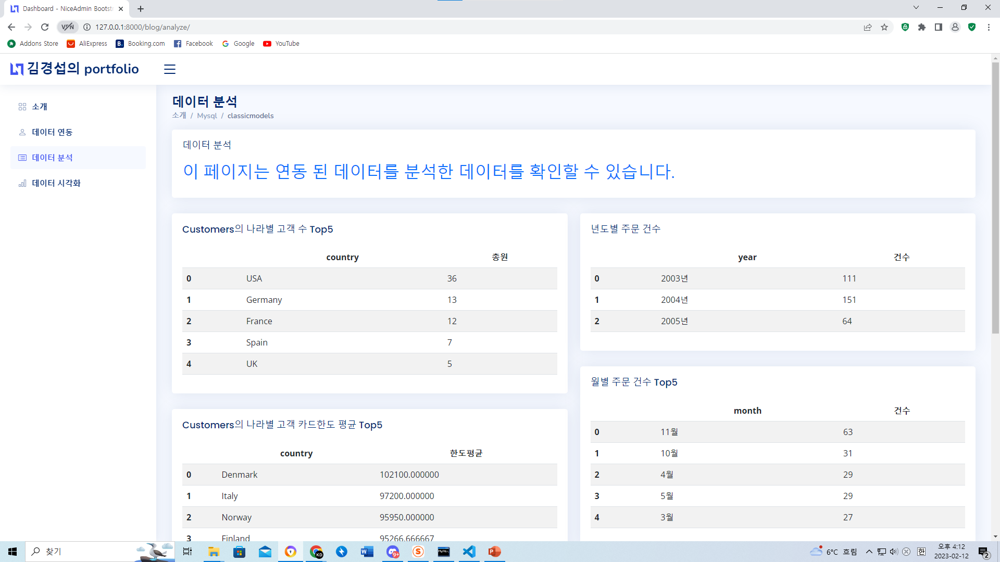 Dashboard - NiceAdmin Bootst
VPN
127.0.0.1:8000/blog/analyze/
Addons Store
AliExpress
B.
Booking.com
Facebook
Google
YouTube
김경섭의 portfolio
소개
데이터 연동
데이터 분석
데이터 시각화
데이터 분석
소개 / Mysql / classicmodels
데이터 분석
이 페이지는 연동 된 데이터를 분석한 데이터를 확인할 수 있습니다.
Customers의 나라별 고객 수 Top5
country 총원
0 USA 36
1 Germany 13
2 France 12
3 Spain 7
4 UK 5
Customers의 나라별 고객 카드한도 평균 Top5
country 한도평균
0 Denmark 102100.000000
1 Italy 97200.000000
2 Norway 95950.000000
3 Finland 95266.666667
년도별 주문 건수
year 건수
0 2003년 111
1 2004년 151
2 2005년 64
월별 주문 건수 Top5
month 건수
0 11월 63
1 10월 31
2 4월 29
3 5월 29
4 3월 27
찾기
KD
W
9+
S
MySQL
P
6°C 흐림
한
오후 4:12
2023-02-12
2